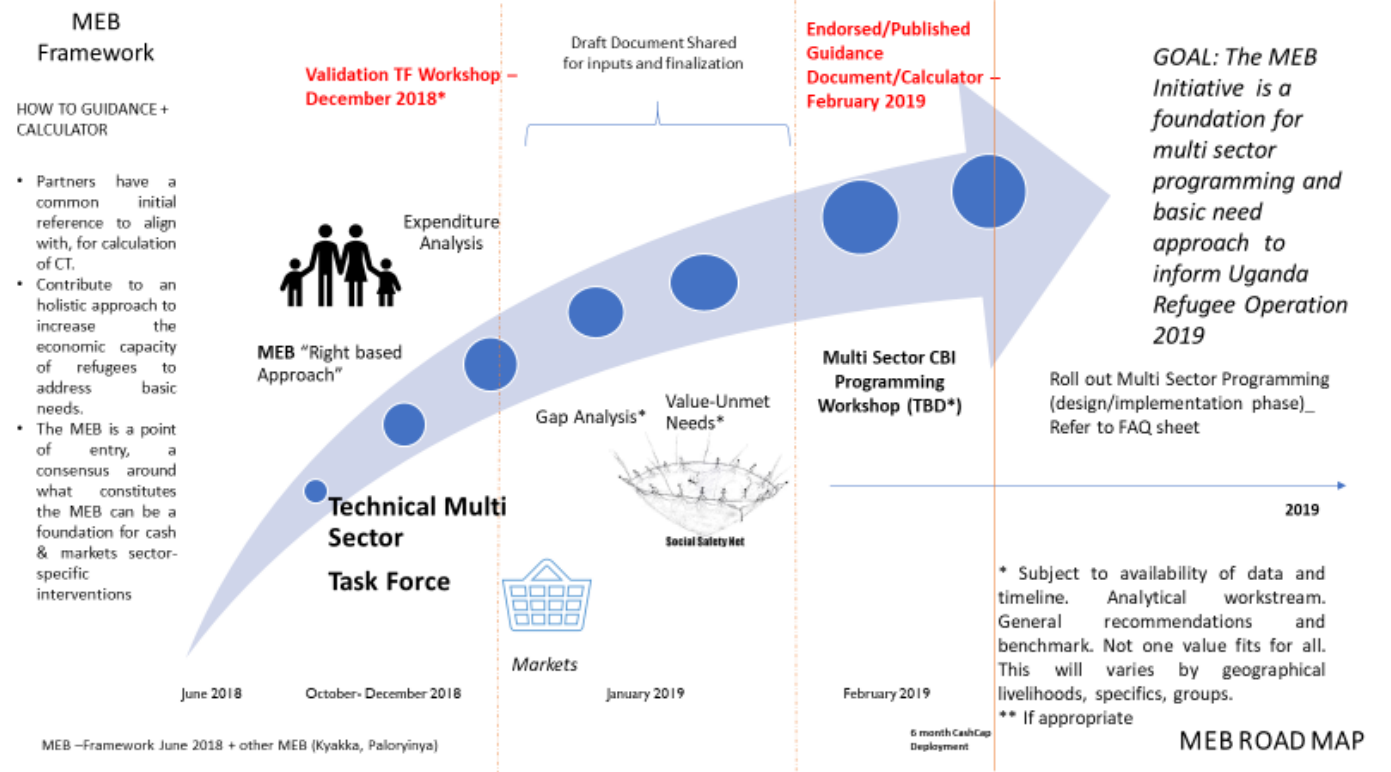 MEB
Framework
HOW TO GUIDANCE +
CALCULATOR
• Partners have a
common initial
reference to align
with, for calculation
of CT.
• Contribute to an
holistic approach to
increase the
economic capacity
of refugees to
address basic
needs.
• The MEB is a point
of entry, a
consensus around
what constitutes
the MEB can be a
foundation for cash
& markets sector-
specific
interventions
Validation TF Workshop –
December 2018*
Draft Document Shared
for inputs and finalization
Endorsed/Published
Guidance
Document/Calculator –
February 2019
GOAL: The MEB
Initiative is a
foundation for
multi sector
programming and
basic need
approach to
inform Uganda
Refugee Operation
2019
Expenditure
Analysis
MEB “Right based
Approach”
Technical Multi
Sector
Task Force
Gap Analysis*
Value-Unmet
Needs*
Social Safety Net
Markets
Multi Sector CBI
Programming
Workshop (TBD*)
Roll out Multi Sector Programming
(design/implementation phase)_
Refer to FAQ sheet
2019
* Subject to availability of data and
timeline. Analytical workstream.
General recommendations and
benchmark. Not one value fits for all.
This will varies by geographical
livelihoods, specifics, groups.
** If appropriate
June 2018
October- December 2018
January 2019
February 2019
MEB –Framework June 2018 + other MEB (Kyakka, Paloryinya)
6 month CashCap
Deployment
MEB ROAD MAP